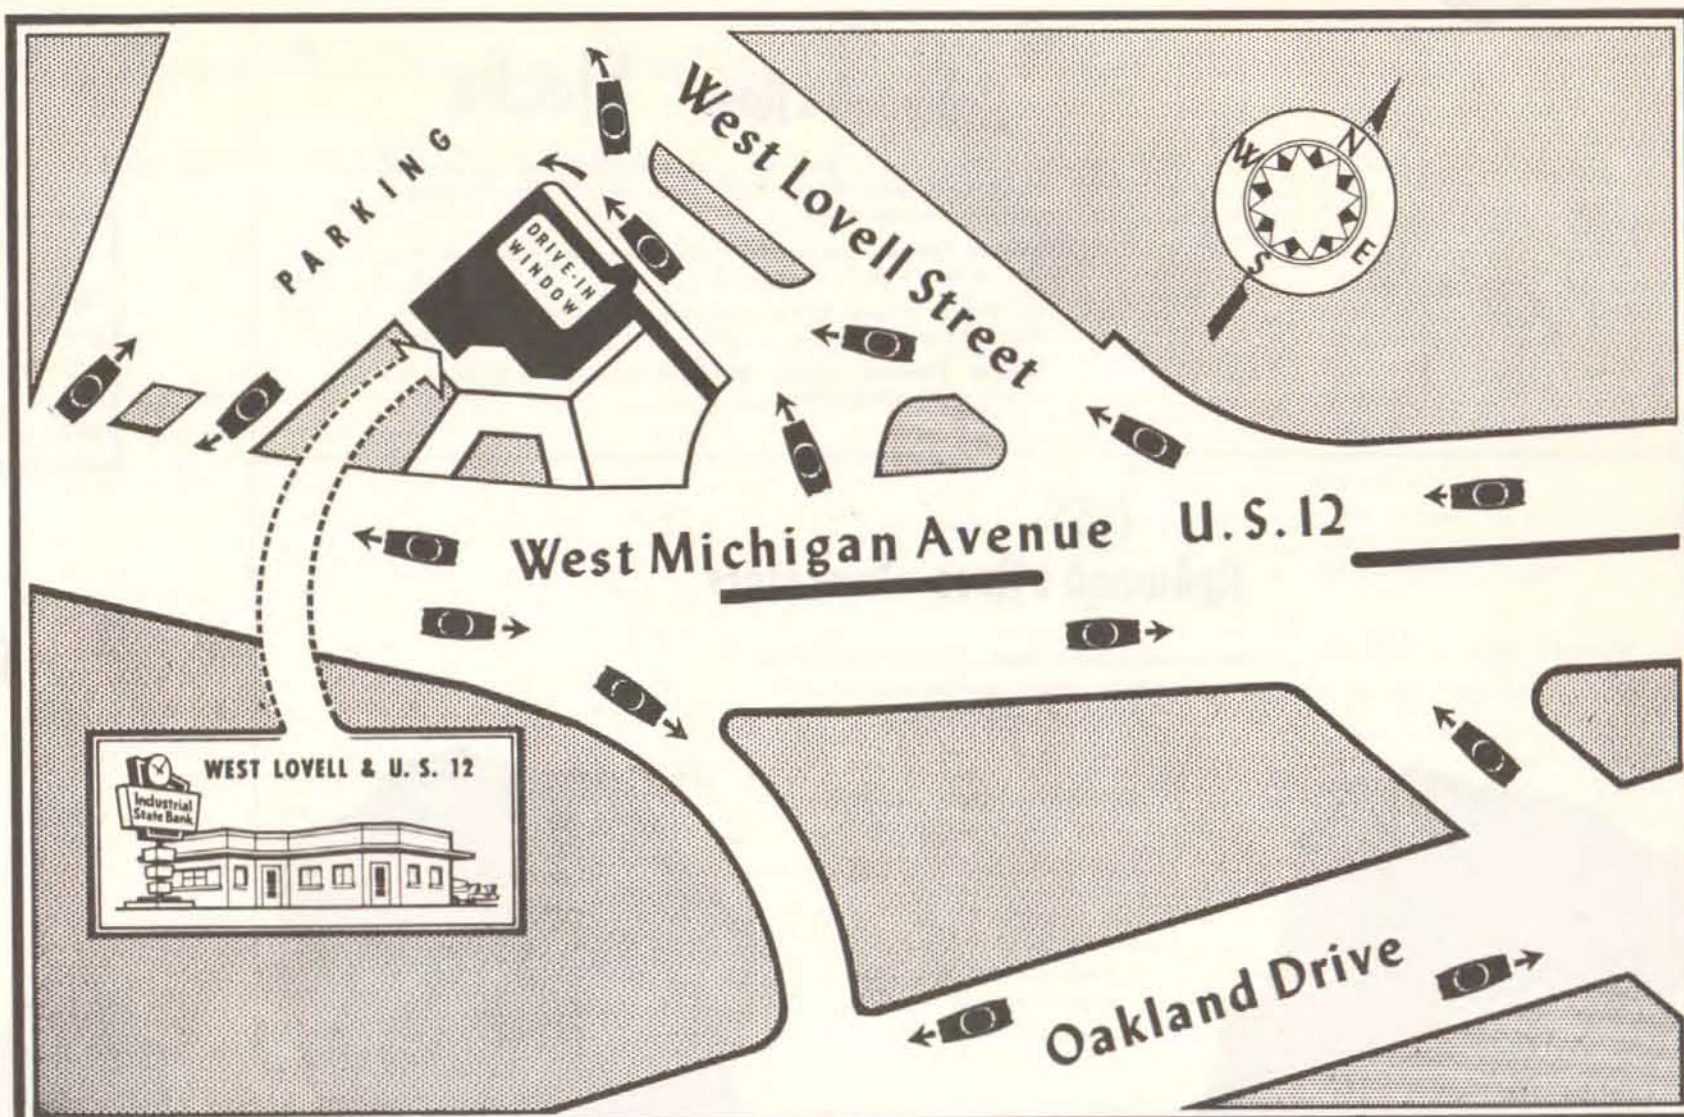 West Lovell Street
PARKING
DRIVE-IN
WINDOW
N
W
E
S
West Michigan Avenue U.S.12
WEST LOVELL & U. S. 12
Industrial
State Bank
Oakland Drive